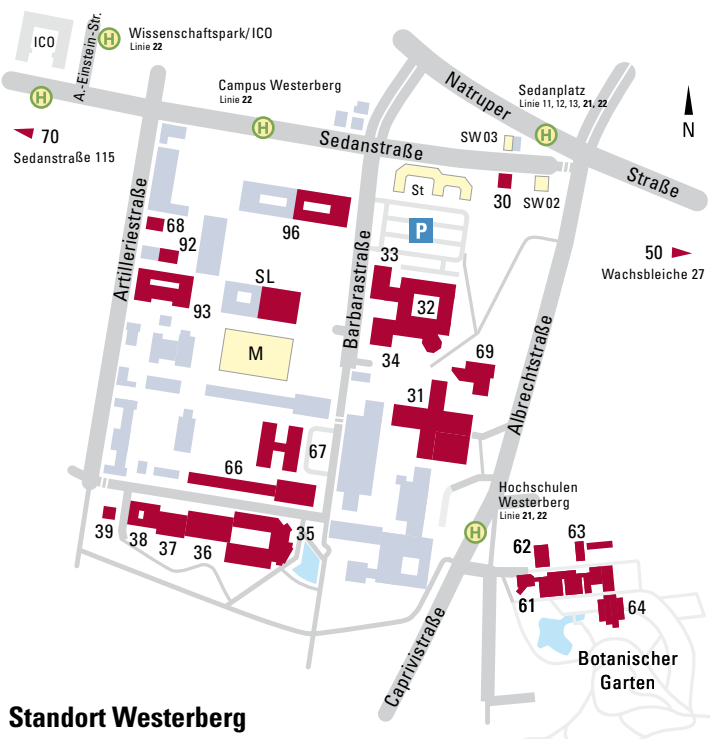 ICO
A.-Einstein-Str.
H
Wissenschaftspark/ICO
Linie 22
H
Campus Westerberg
Linie 22
H
Natruper
Straße
Sedanplatz
Linie 11, 12, 13, 21, 22
H
N
70
Sedanstraße 115
Sedanstraße
SW 03
St
30
SW 02
Artilleriestraße
68
92
96
P
Barbarastraße
33
50
Wachsbleiche 27
SL
32
93
M
34
69
Albrechtstraße
31
67
66
Hochschulen
Westerberg
Linie 21, 22
H
39
38
37
36
35
62
63
61
64
Caprivistraße
Botanischer
Garten
Standort Westerberg